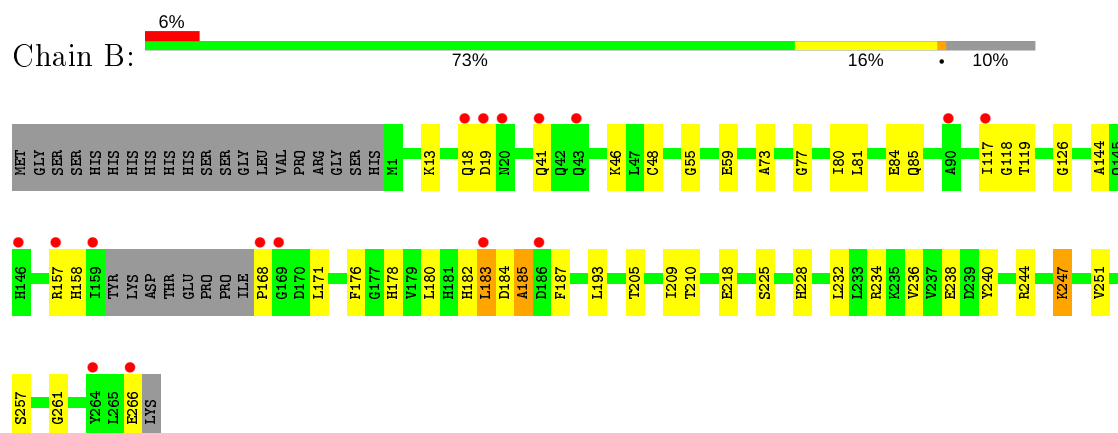 6%
Chain B:
73% 16% • 10%
MET GLY SER SER HIS HIS HIS HIS HIS HIS SER SER GLY LEU VAL PRO ARG GLY SER HIS M1 K13 Q18 D19 N20 Q41 Q42 Q43 K46 L47 C48 G55 E59 A73 G77 I80 L81 E84 Q85 A90 I117 G118 T119 G126 A144 Q145
H146 R157 H158 I159 TYR LYS ASP THR GLU PRO PRO ILE P168 G169 D170 L171 F176 G177 H178 V179 L180 H181 H182 L183 D184 A185 D186 F187 L193 T205 I209 T210 E218 S225 H228 L232 L233 R234 K235 V236 V237 E238 D239 Y240 R244 K247 V251
S257 G261 Y264 L265 E266 LYS